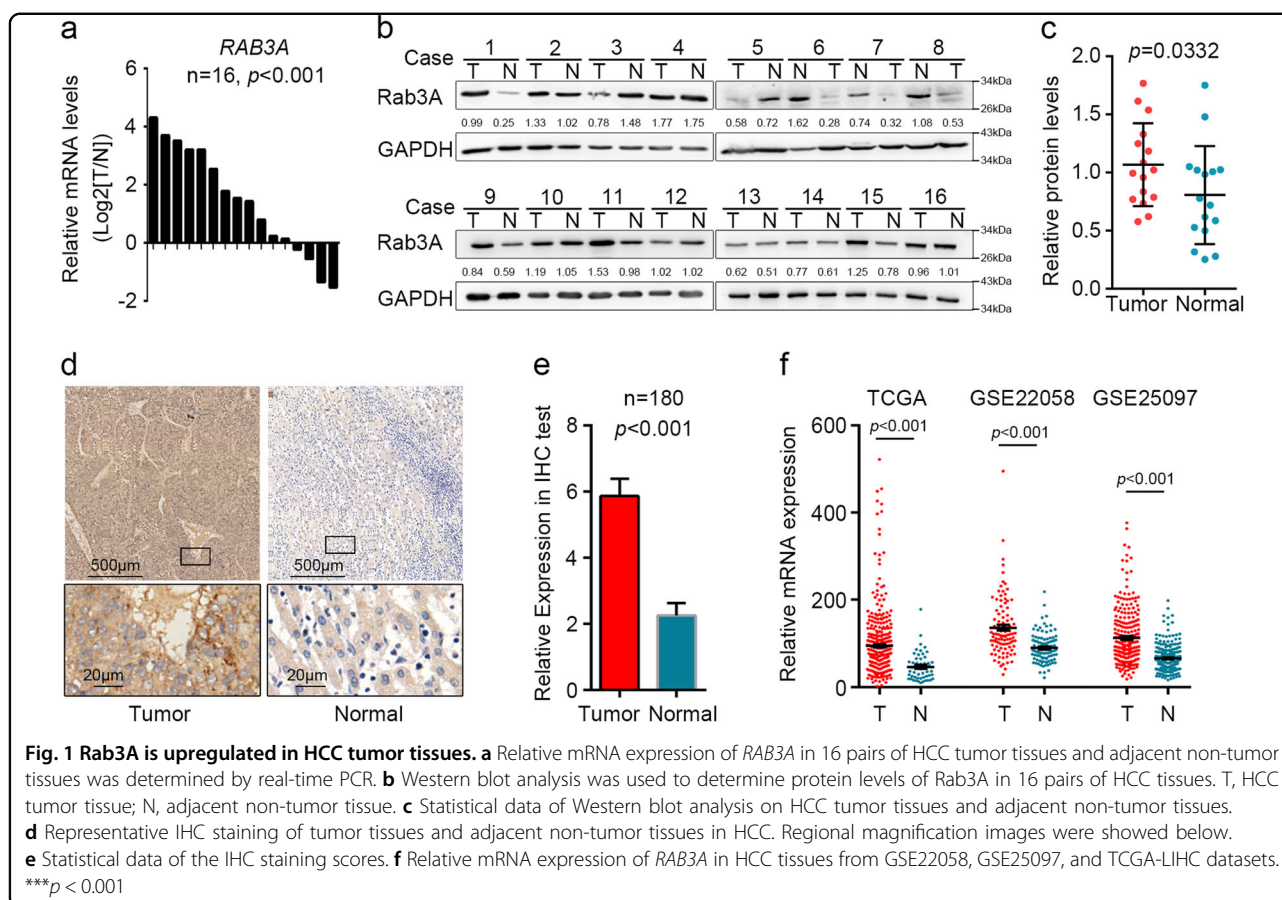 a
RAB3A
n=16, p<0.001
Relative mRNA levels
(Log2[T/N])
6
4
2
0
-2
b
Case 1 2 3 4 5 6 7 8
T N T N T N T N T N N T N T N T
Rab3A
34kDa
26kDa
0.99 0.25 1.33 1.02 0.78 1.48 1.77 1.75 0.58 0.72 1.62 0.28 0.74 0.32 1.08 0.53
GAPDH
43kDa
34kDa
Case 9 10 11 12 13 14 15 16
T N T N T N T N T N T N T N T N
Rab3A
34kDa
26kDa
0.84 0.59 1.19 1.05 1.53 0.98 1.02 1.02 0.62 0.51 0.77 0.61 1.25 0.78 0.96 1.01
GAPDH
43kDa
34kDa
c
p=0.0332
Relative protein levels
2.0
1.5
1.0
0.5
0.0
Tumor Normal
d
500µm 500µm
20µm 20µm
Tumor Normal
e
n=180
p<0.001
Relative Expression in IHC test
8
6
4
2
0
Tumor Normal
f
TCGA GSE22058 GSE25097
p<0.001 p<0.001 p<0.001
Relative mRNA expression
600
400
200
0
T N T N T N
Fig. 1 Rab3A is upregulated in HCC tumor tissues. a Relative mRNA expression of RAB3A in 16 pairs of HCC tumor tissues and adjacent non-tumor
tissues was determined by real-time PCR. b Western blot analysis was used to determine protein levels of Rab3A in 16 pairs of HCC tissues. T, HCC
tumor tissue; N, adjacent non-tumor tissue. c Statistical data of Western blot analysis on HCC tumor tissues and adjacent non-tumor tissues.
d Representative IHC staining of tumor tissues and adjacent non-tumor tissues in HCC. Regional magnification images were showed below.
e Statistical data of the IHC staining scores. f Relative mRNA expression of RAB3A in HCC tissues from GSE22058, GSE25097, and TCGA-LIHC datasets.
***p < 0.001